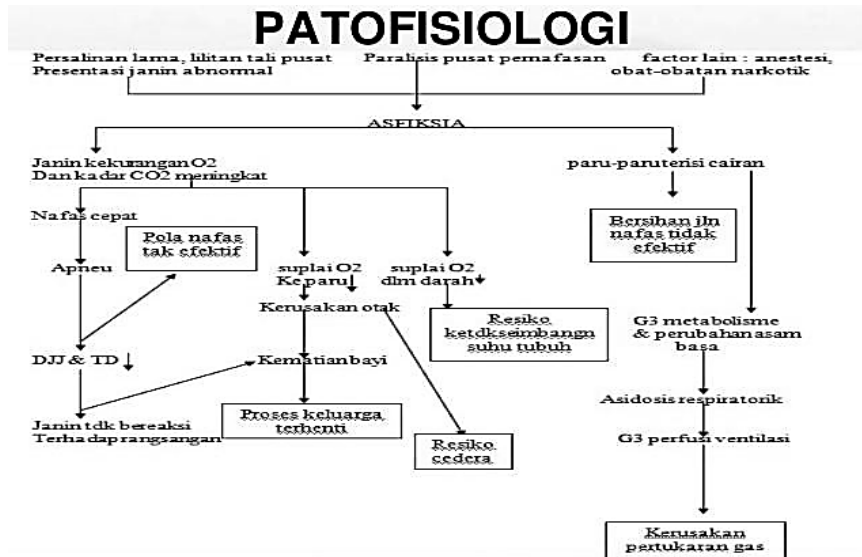 PATOFISIOLOGI
Persalinan lama, lilitan tali pusat
Presentasi janin abnormal
Paralisis pusat pernafasan
factor lain : anestesi,
obat-obatan narkotik
ASFIKSIA
Janin kekurangan O2
Dan kadar CO2 meningkat
paru-paru terisi cairan
Nafas cepat
Pola nafas
tak efektif
Bersihan jln
nafas tidak
efektif
Apneu
suplai O2
Ke paru
suplai O2
dlm darah
Kerusakan otak
Resiko
ketdkseimbangn
suhu tubuh
G3 metabolisme
& perubahan asam
basa
DJJ & TD
Kematian bayi
Janin tdk bereaksi
Terhadap rangsangan
Proses keluarga
terhenti
Resiko
cedera
Asidosis respiratorik
G3 perfusi ventilasi
Kerusakan
pertukaran gas